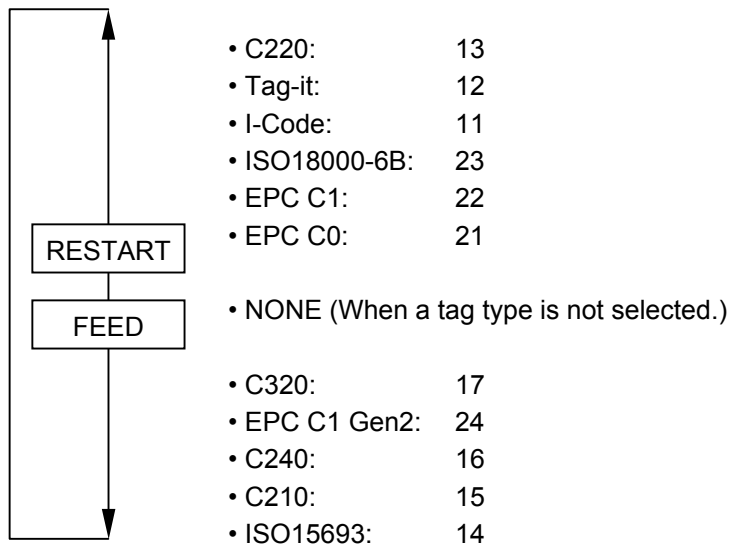 • C220: 13
• Tag-it: 12
• I-Code: 11
• ISO18000-6B: 23
• EPC C1: 22
• EPC C0: 21
RESTART
FEED
• NONE (When a tag type is not selected.)
• C320: 17
• EPC C1 Gen2: 24
• C240: 16
• C210: 15
• ISO15693: 14